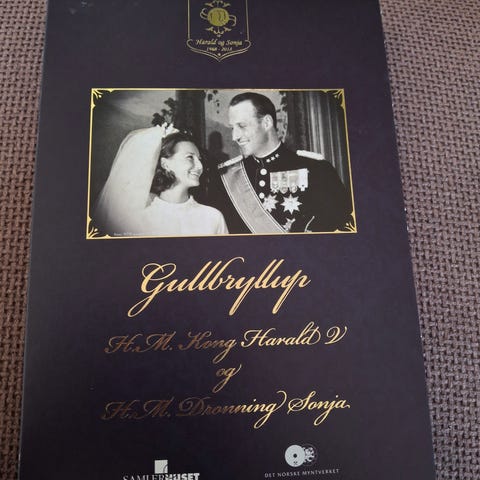 Harald og Sonja
1968 - 2018
Gullbryllup
H.M. Kong Harald V
og
H.M. Dronning Sonja
SAMLERHUSET
DET NORSKE MYNTVERKET